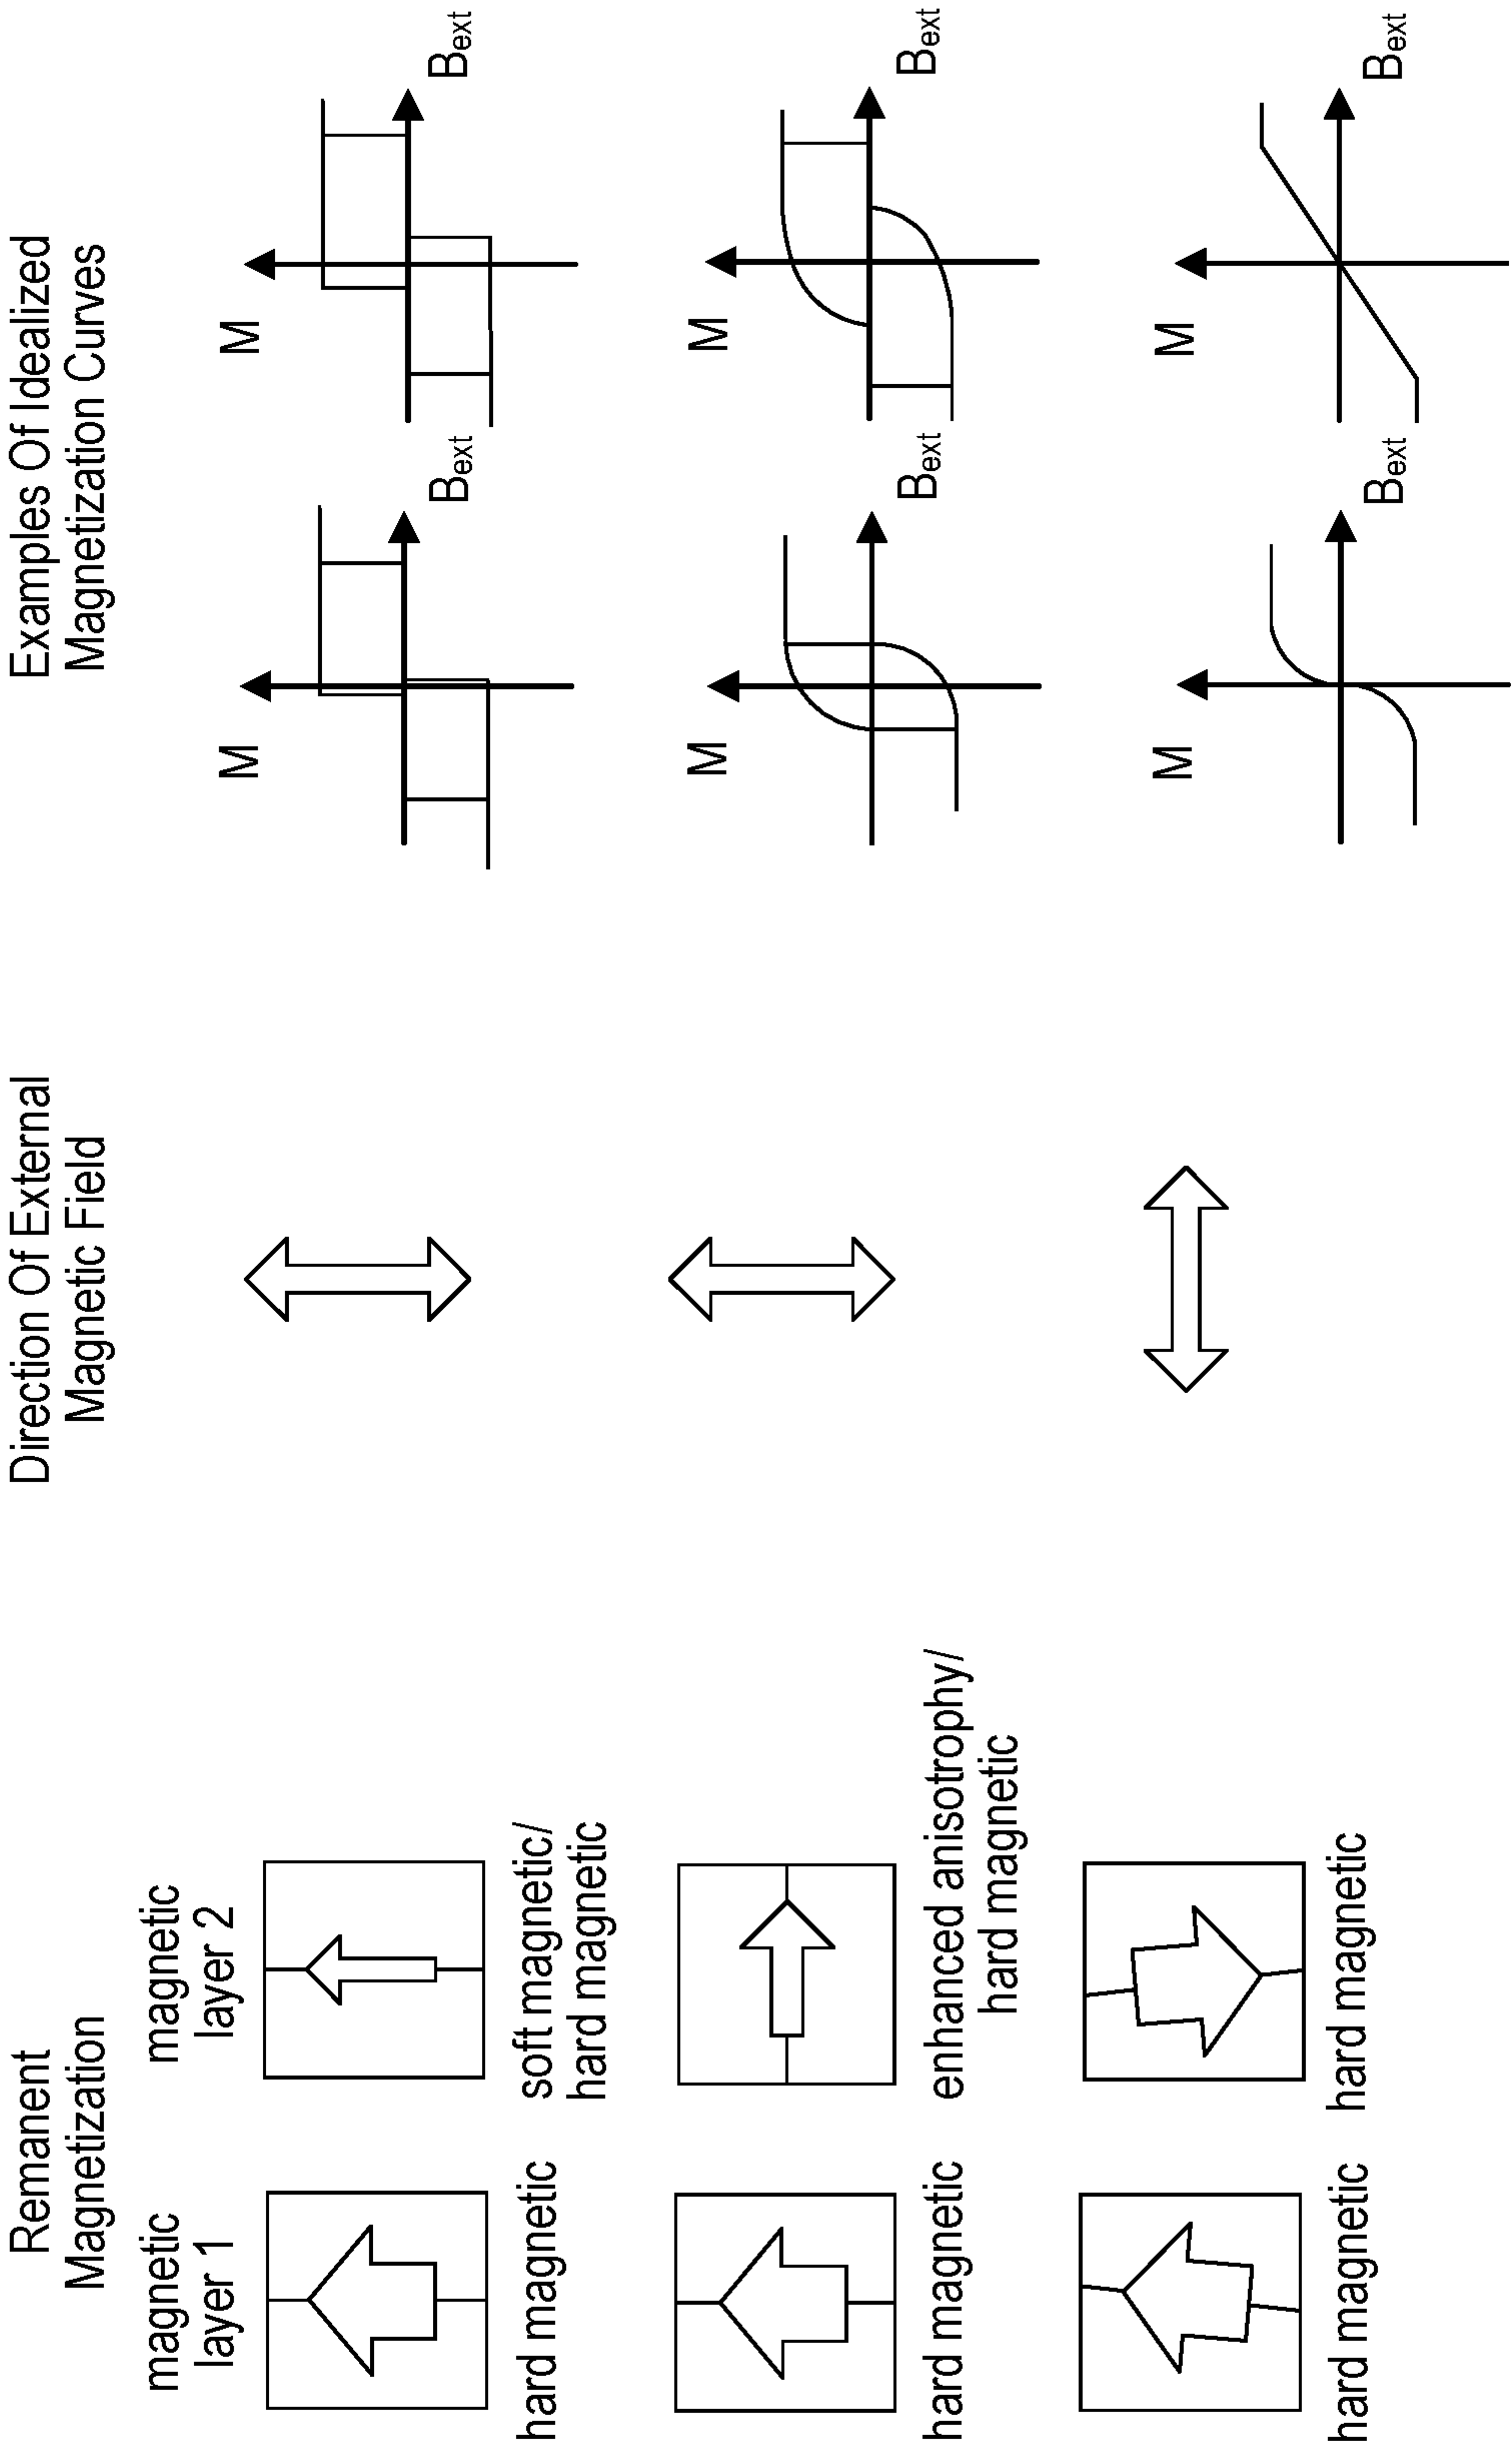 Remanent
Magnetization
Direction Of External
Magnetic Field
Examples Of Idealized
Magnetization Curves
magnetic
layer 1
magnetic
layer 2
M
M
Bext
Bext
hard magnetic
soft magnetic/
hard magnetic
M
M
Bext
Bext
hard magnetic
enhanced anisotropy/
hard magnetic
M
M
Bext
Bext
hard magnetic
hard magnetic